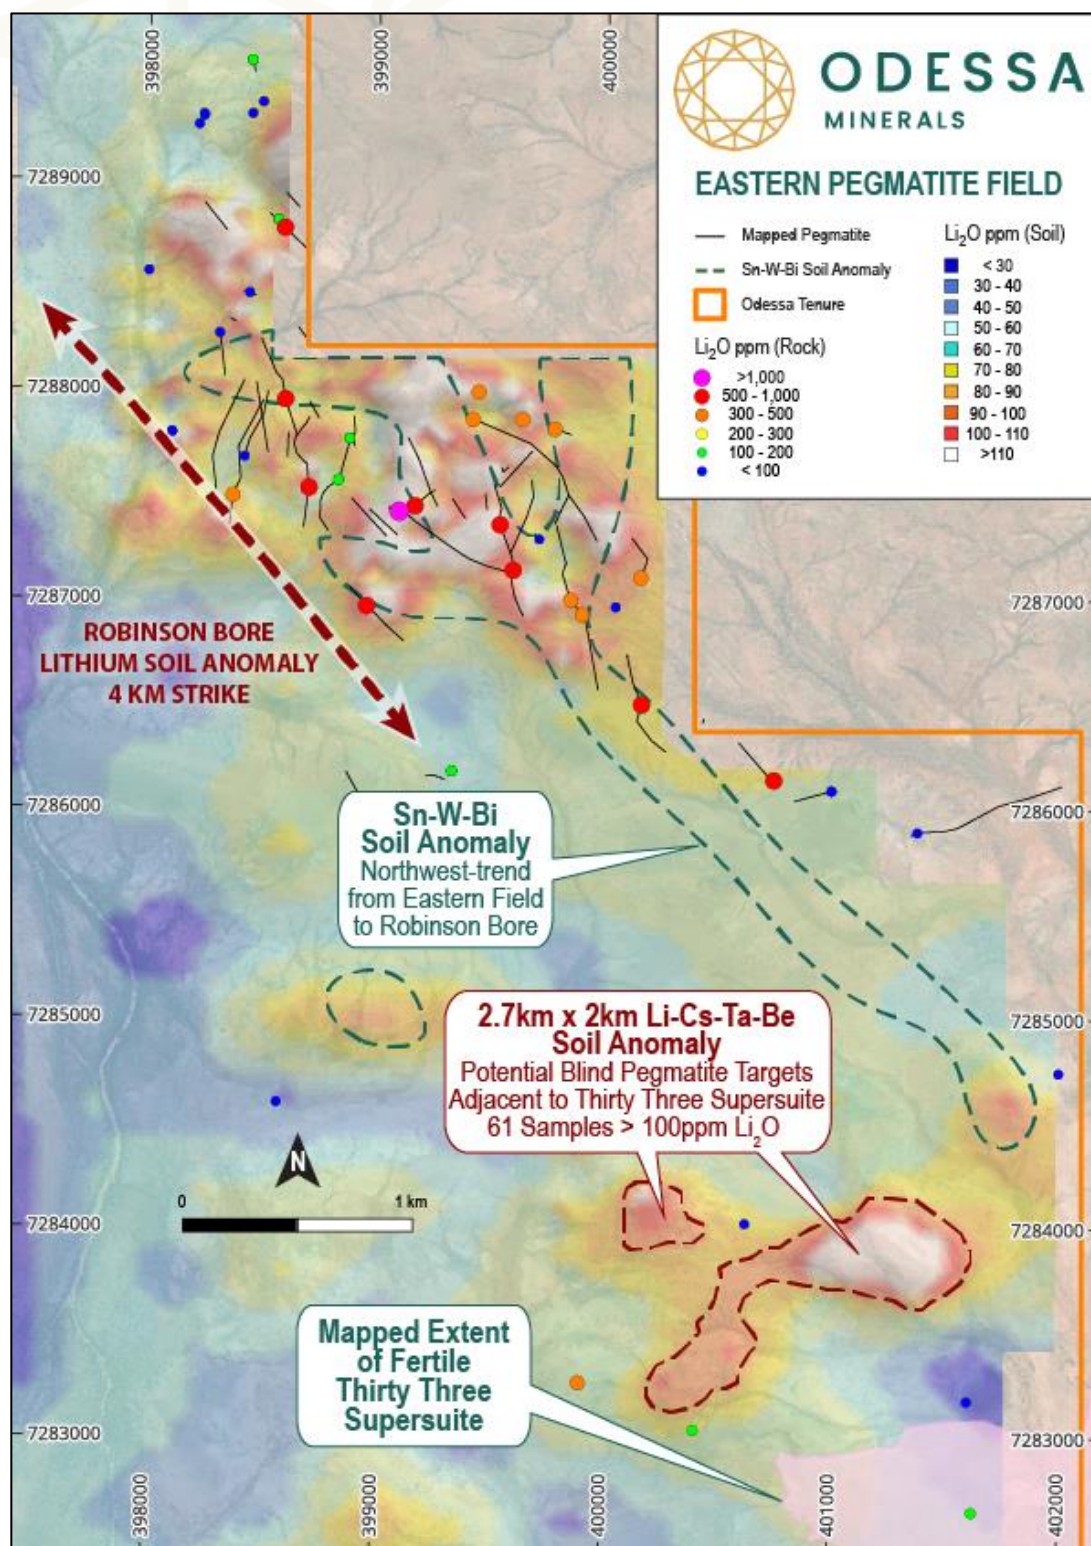 398000
399000
400000
ODESSA
MINERALS
EASTERN PEGMATITE FIELD
Mapped Pegmatite
Sn-W-Bi Soil Anomaly
Odessa Tenure
Li₂O ppm (Rock)
>1,000
500 - 1,000
300 - 500
200 - 300
100 - 200
< 100
Li₂O ppm (Soil)
< 30
30 - 40
40 - 50
50 - 60
60 - 70
70 - 80
80 - 90
90 - 100
100 - 110
>110
7289000
7288000
7287000
7287000
ROBINSON BORE
LITHIUM SOIL ANOMALY
4 KM STRIKE
7286000
7286000
Sn-W-Bi
Soil Anomaly
Northwest-trend
from Eastern Field
to Robinson Bore
7285000
7285000
2.7km x 2km Li-Cs-Ta-Be
Soil Anomaly
Potential Blind Pegmatite Targets
Adjacent to Thirty Three Supersuite
61 Samples > 100ppm Li₂O
N
0
1 km
7284000
7284000
Mapped Extent
of Fertile
Thirty Three
Supersuite
7283000
7283000
398000
399000
400000
401000
402000